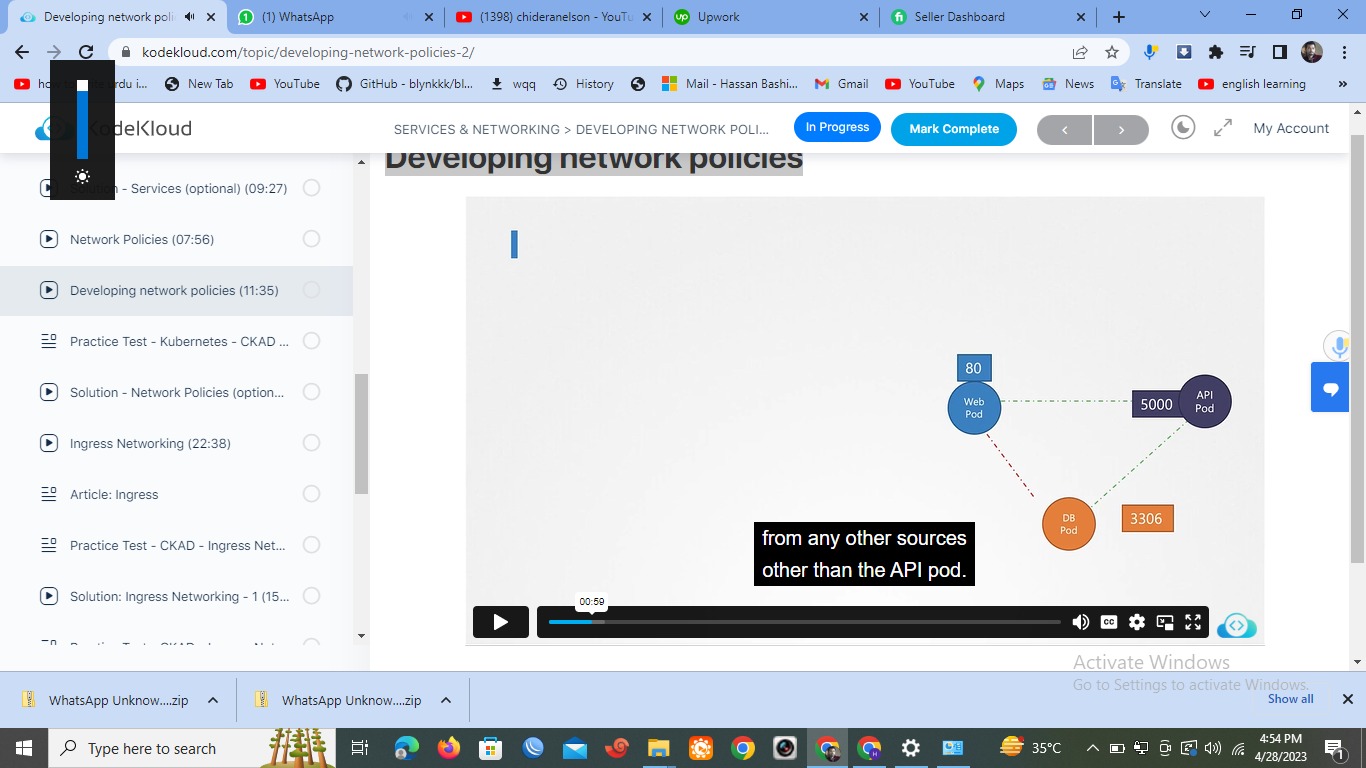 Developing network poli
(1) WhatsApp
(1398) chideranelson - YouTu
Upwork
Seller Dashboard
kodekloud.com/topic/developing-network-policies-2/
New Tab
YouTube
GitHub - blynkkk/bl...
wqq
History
Mail - Hassan Bashi...
Gmail
YouTube
Maps
News
Translate
english learning
»
KodeKloud
SERVICES & NETWORKING > DEVELOPING NETWORK POLI...
In Progress
Mark Complete
My Account
Solution - Services (optional) (09:27)
Network Policies (07:56)
Developing network policies (11:35)
Practice Test - Kubernetes - CKAD ...
Solution - Network Policies (option...
Ingress Networking (22:38)
Article: Ingress
Practice Test - CKAD - Ingress Net...
Solution: Ingress Networking - 1 (15...
Developing network policies
80
Web
Pod
5000
API
Pod
DB
Pod
3306
from any other sources
other than the API pod.
00:59
CC
Activate Windows
Go to Settings to activate Windows.
WhatsApp Unknow....zip
WhatsApp Unknow....zip
Show all
Type here to search
35°C
4:54 PM
4/28/2023
1